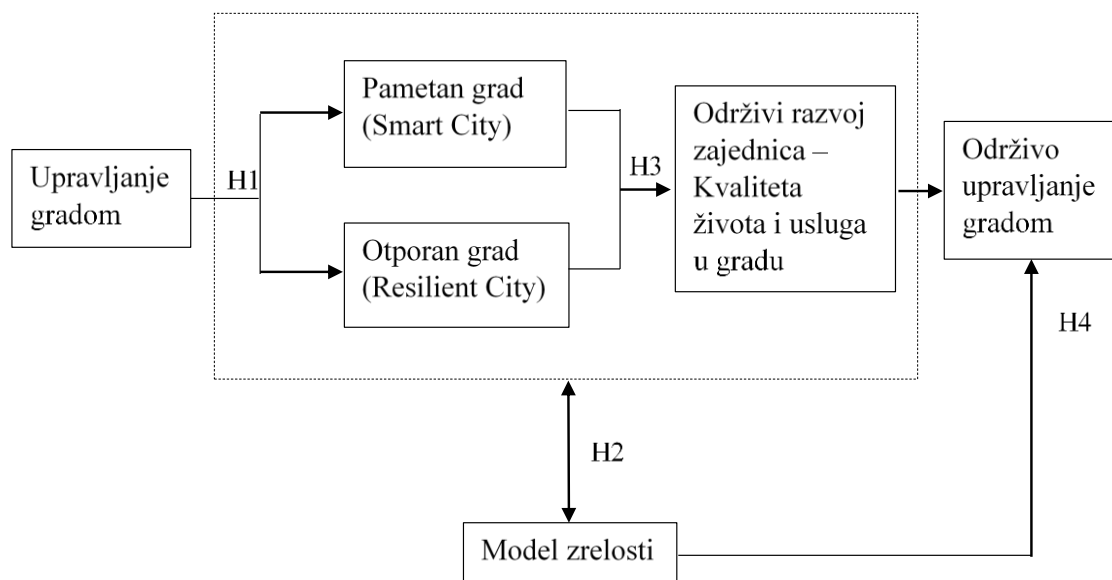 Upravljanje
gradom
H1
Pametan grad
(Smart City)
Otporan grad
(Resilient City)
H3
Održivi razvoj
zajednica –
Kvaliteta
života i usluga
u gradu
Održivo
upravljanje
gradom
H4
H2
Model zrelosti